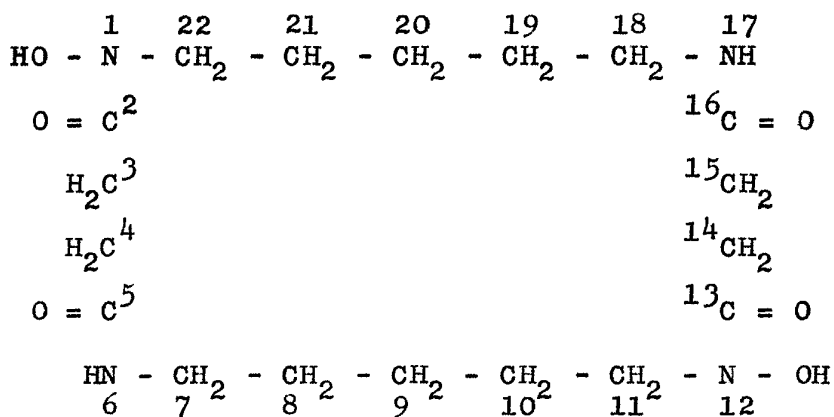 1 22 21 20 19 18 17
HO - N - CH2 - CH2 - CH2 - CH2 - CH2 - NH
O = C2 16C = O
H2C3 15CH2
H2C4 14CH2
O = C5 13C = O
HN - CH2 - CH2 - CH2 - CH2 - CH2 - N - OH
6 7 8 9 10 11 12